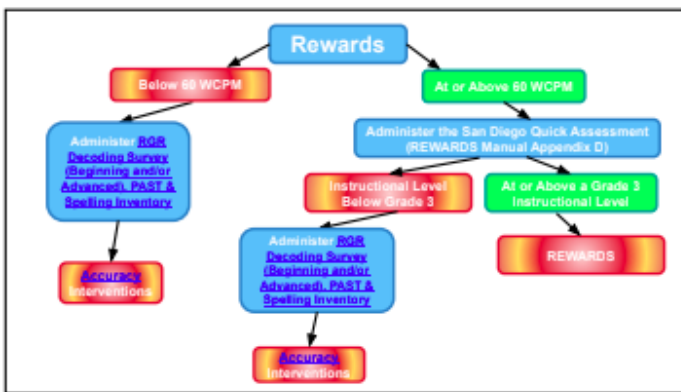 Rewards
Below 60 WCPM
At or Above 60 WCPM
Administer RGR
Decoding Survey
(Beginning and/or
Advanced), PAST &
Spelling Inventory
Administer the San Diego Quick Assessment
(REWARDS Manual Appendix D)
Instructional Level
Below Grade 3
At or Above a Grade 3
Instructional Level
Administer RGR
Decoding Survey
(Beginning and/or
Advanced), PAST &
Spelling Inventory
REWARDS
Accuracy
Interventions
Accuracy
Interventions